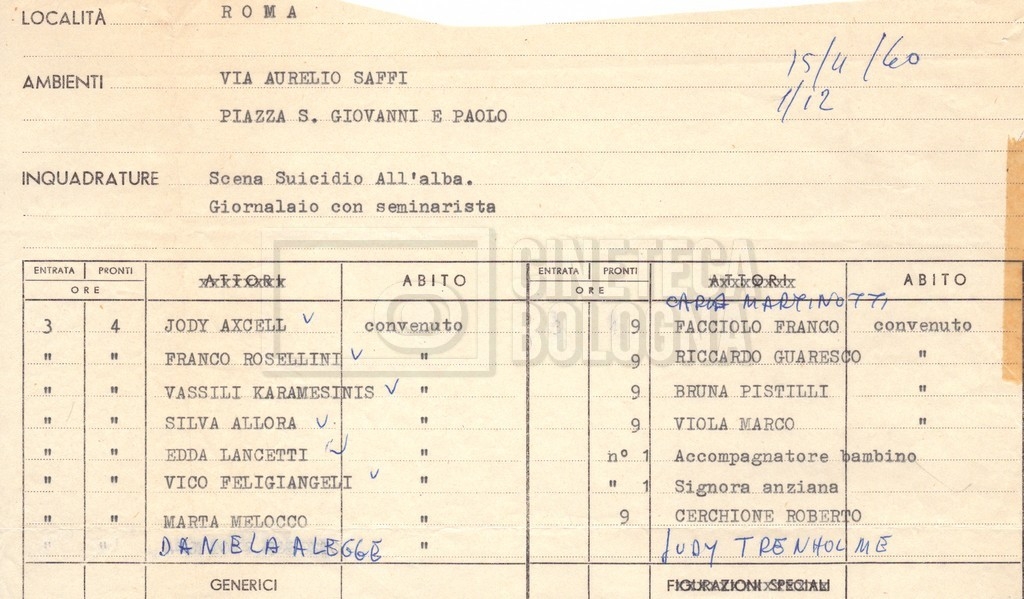 LOCALITÀ ROMA
AMBIENTI VIA AURELIO SAFFI 15/4/60
PIAZZA S. GIOVANNI E PAOLO 1/12
INQUADRATURE Scena Suicidio All'alba.
Giornalaio con seminarista
CINETECA
BOLOGNA
ENTRATA PRONTI ATTORI ABITO ENTRATA PRONTI ATTORI ABITO
ORE ORE
CARLA MARTINOTTI
3 4 JODY AXCELL convenuto 9 FACCIOLO FRANCO convenuto
" " FRANCO ROSELLINI " 9 RICCARDO GUARESCO "
" " VASSILI KARAMESINIS " 9 BRUNA PISTILLI "
" " SILVA ALLORA " 9 VIOLA MARCO "
" " EDDA LANCETTI " n° 1 Accompagnatore bambino
" " VICO FELIGIANGELI " " 1 Signora anziana
" " MARTA MELOCCO " 9 CERCHIONE ROBERTO
" " DANIELA ALEGGE " JUDY TRENHOLME
GENERICI FIGURAZIONI SPECIALI